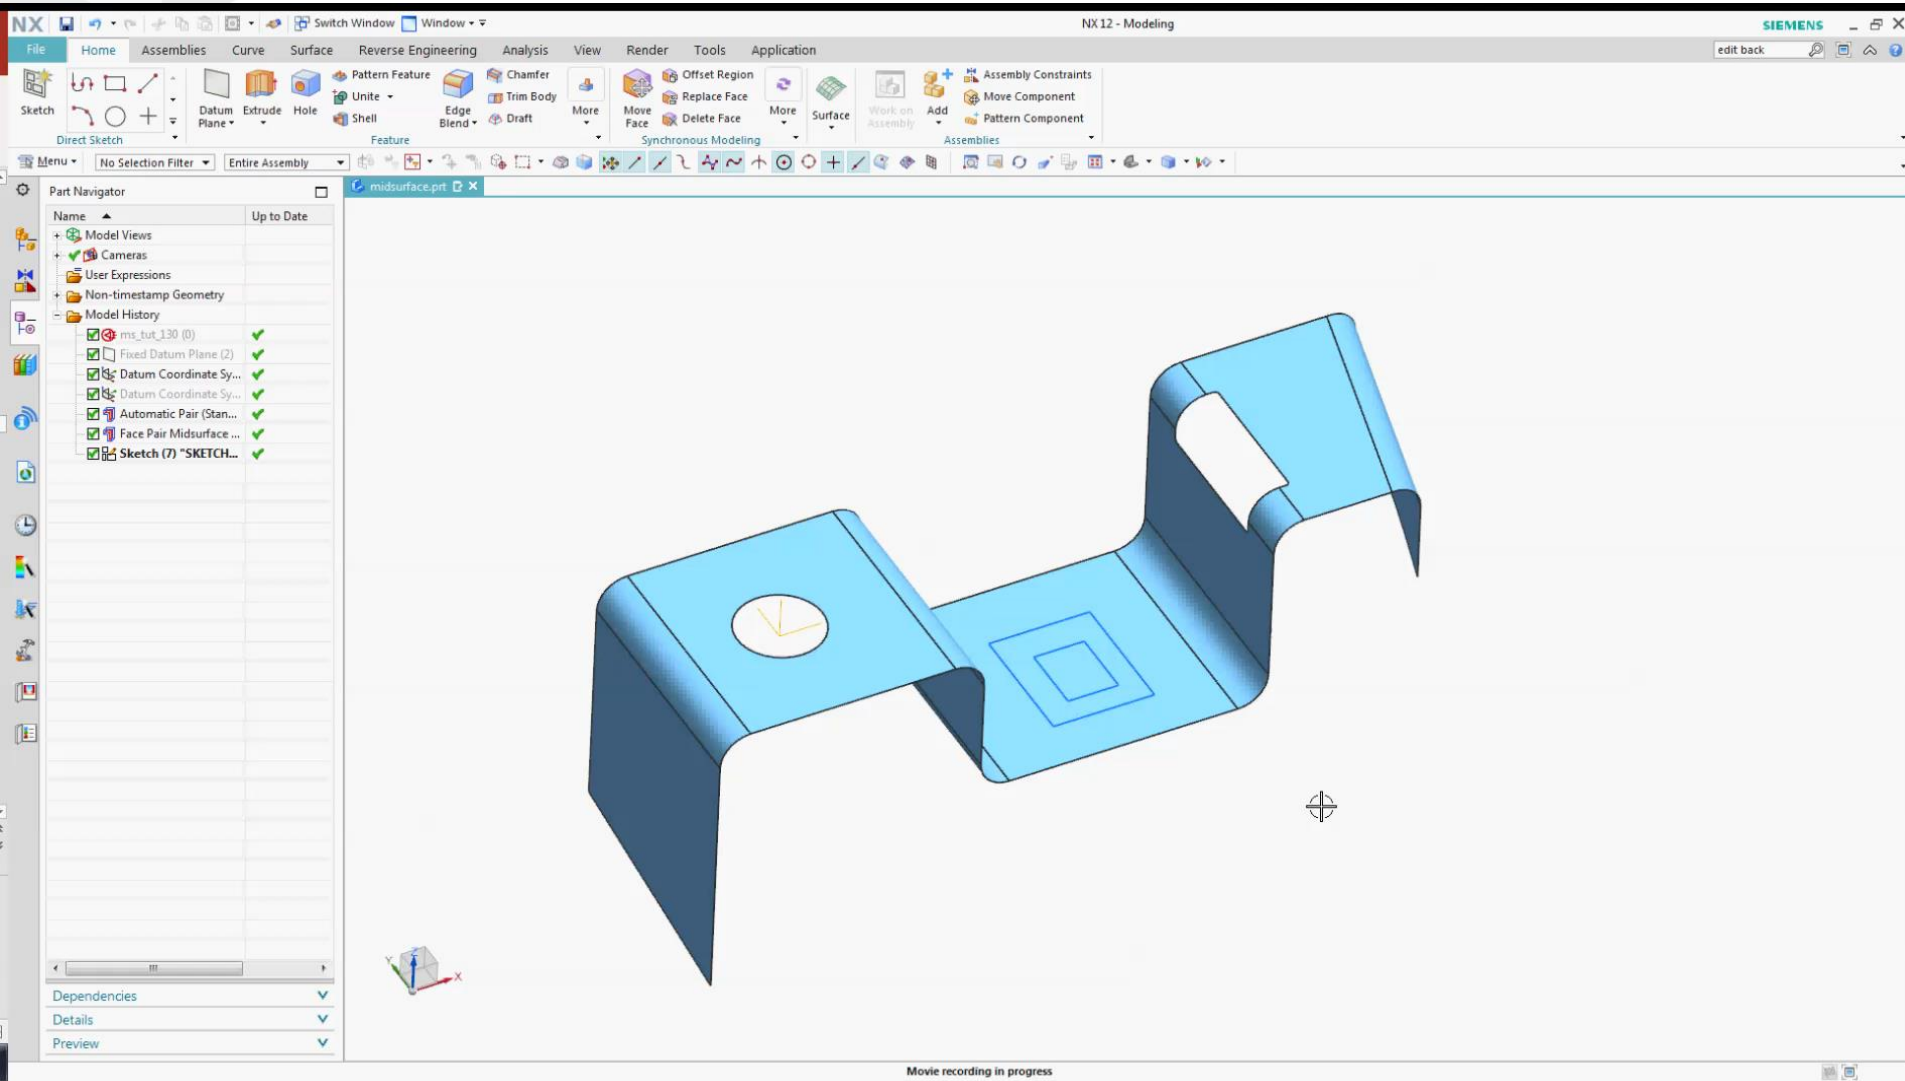 NX Switch Window Window NX 12 - Modeling SIEMENS
File Home Assemblies Curve Surface Reverse Engineering Analysis View Render Tools Application edit back
Pattern Feature Chamfer Offset Region Assembly Constraints
Unite Trim Body Replace Face Move Component
Sketch Datum Plane Extrude Hole Shell Edge Blend Draft More Move Face Delete Face More Surface Work on Assembly Add Pattern Component
Direct Sketch Feature Synchronous Modeling Assemblies
Menu No Selection Filter Entire Assembly
Part Navigator
midsurface.prt
Name Up to Date
Model Views
Cameras
User Expressions
Non-timestamp Geometry
Model History
ms_tut_130 (0)
Fixed Datum Plane (2)
Datum Coordinate Sy...
Datum Coordinate Sy...
Automatic Pair (Stan...
Face Pair Midsurface ...
Sketch (7) "SKETCH...
Z
Y
X
Dependencies
Details
Preview
Movie recording in progress